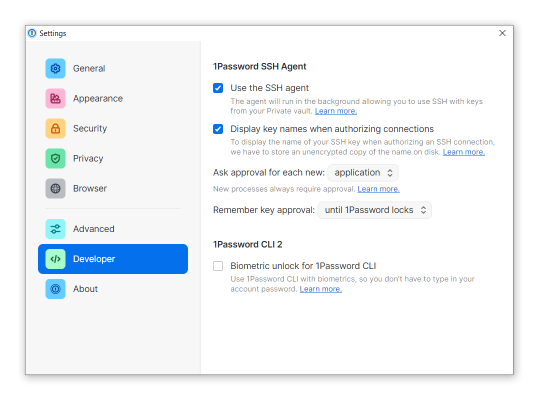 Settings
General
Appearance
Security
Privacy
Browser
Advanced
Developer
About
1Password SSH Agent
Use the SSH agent
The agent will run in the background allowing you to use SSH with keys
from your Private vault. Learn more.
Display key names when authorizing connections
To display the name of your SSH key when authorizing an SSH connection,
we have to store an unencrypted copy of the name on disk. Learn more.
Ask approval for each new: application
New processes always require approval. Learn more.
Remember key approval: until 1Password locks
1Password CLI 2
Biometric unlock for 1Password CLI
Use 1Password CLI with biometrics, so you don't have to type in your
account password. Learn more.